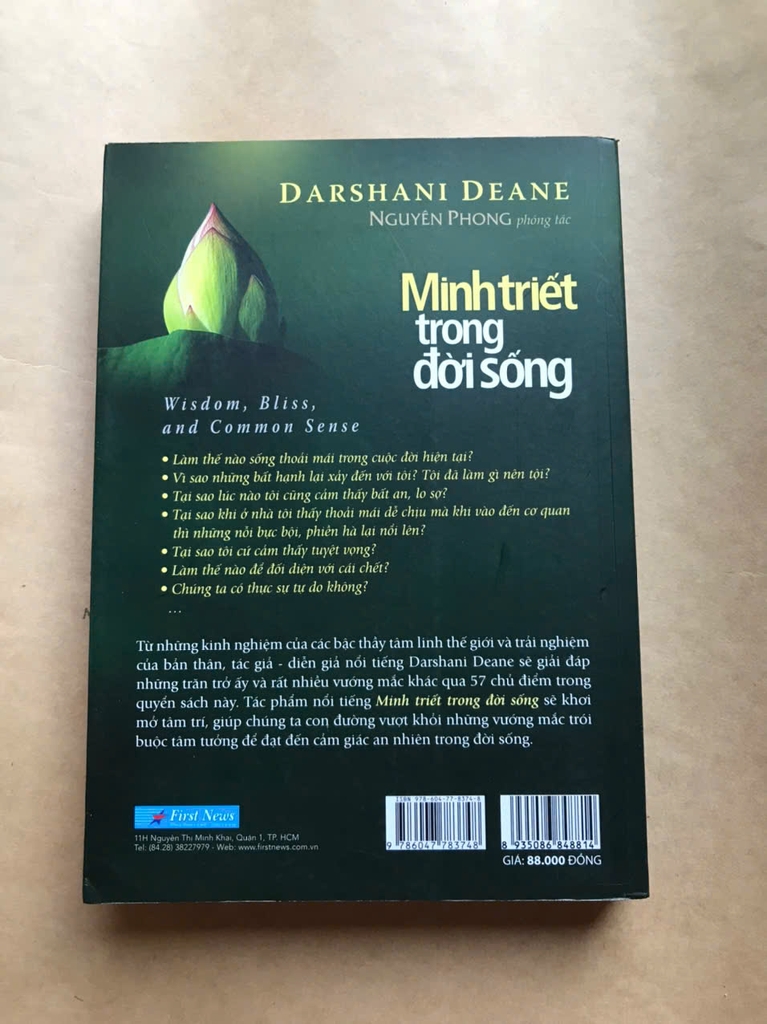 DARSHANI DEANE
NGUYÊN PHONG phóng tác
Minh triết
trong
đời sống
Wisdom, Bliss,
and Common Sense
• Làm thế nào sống thoải mái trong cuộc đời hiện tại?
• Vì sao những bất hạnh lại xảy đến với tôi? Tôi đã làm gì nên tội?
• Tại sao lúc nào tôi cũng cảm thấy bất an, lo sợ?
• Tại sao khi ở nhà tôi thấy thoải mái dễ chịu mà khi vào đến cơ quan
thì những nỗi bực bội, phiền hà lại nổi lên?
• Tại sao tôi cứ cảm thấy tuyệt vọng?
• Làm thế nào để đối diện với cái chết?
• Chúng ta có thực sự tự do không?
...
Từ những kinh nghiệm của các bậc thầy tâm linh thế giới và trải nghiệm
của bản thân, tác giả - diễn giả nổi tiếng Darshani Deane sẽ giải đáp
những trăn trở ấy và rất nhiều vướng mắc khác qua 57 chủ điểm trong
quyển sách này. Tác phẩm nổi tiếng Minh triết trong đời sống sẽ khơi
mở tâm trí, giúp chúng ta con đường vượt khỏi những vướng mắc trói
buộc tâm tưởng để đạt đến cảm giác an nhiên trong đời sống.
First News
11H Nguyễn Thị Minh Khai, Quận 1, TP. HCM
Tel: (84.28) 38227979 - Web: www.firstnews.com.vn
ISBN 978-604-77-8374-8
9 786047 783748
8 935086 848814
GIÁ: 88.000 ĐỒNG